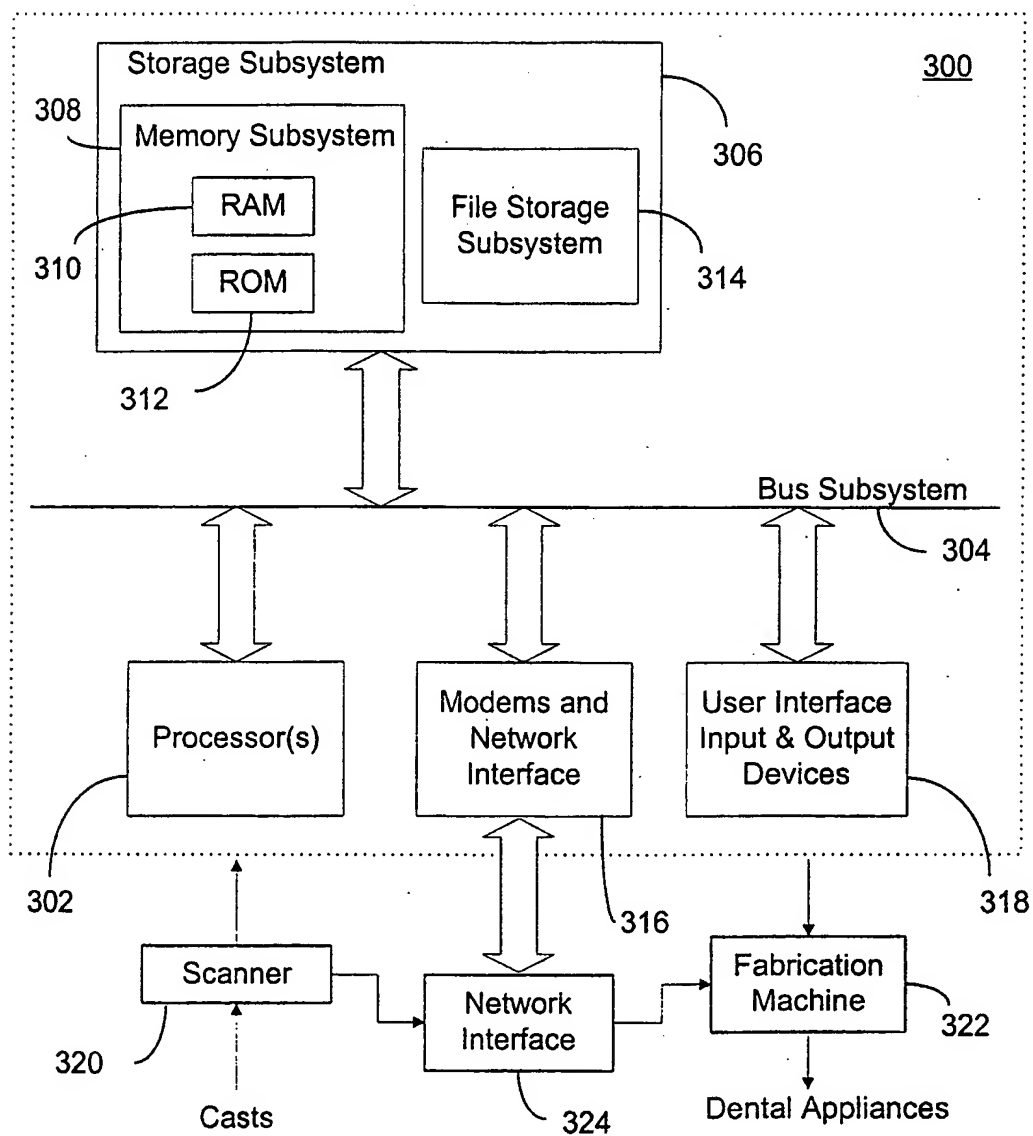 Storage Subsystem
300
308
Memory Subsystem
306
RAM
File Storage
Subsystem
310
ROM
314
312
Bus Subsystem
304
Processor(s)
Modems and
Network
Interface
User Interface
Input & Output
Devices
302
316
318
Scanner
Network
Interface
Fabrication
Machine
320
322
324
Casts
Dental Appliances